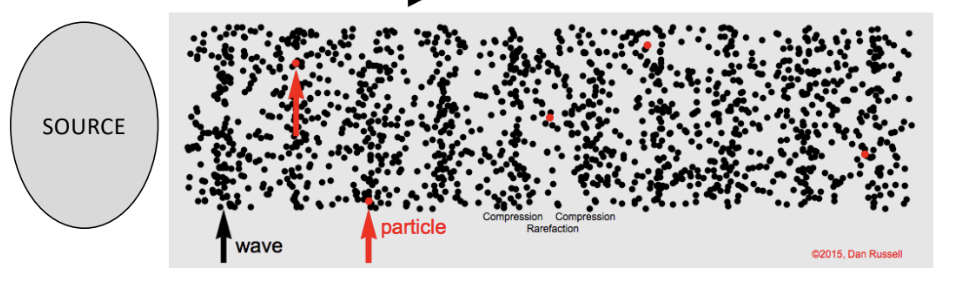 SOURCE
Compression Compression
Rarefaction
particle
wave
©2015, Dan Russell